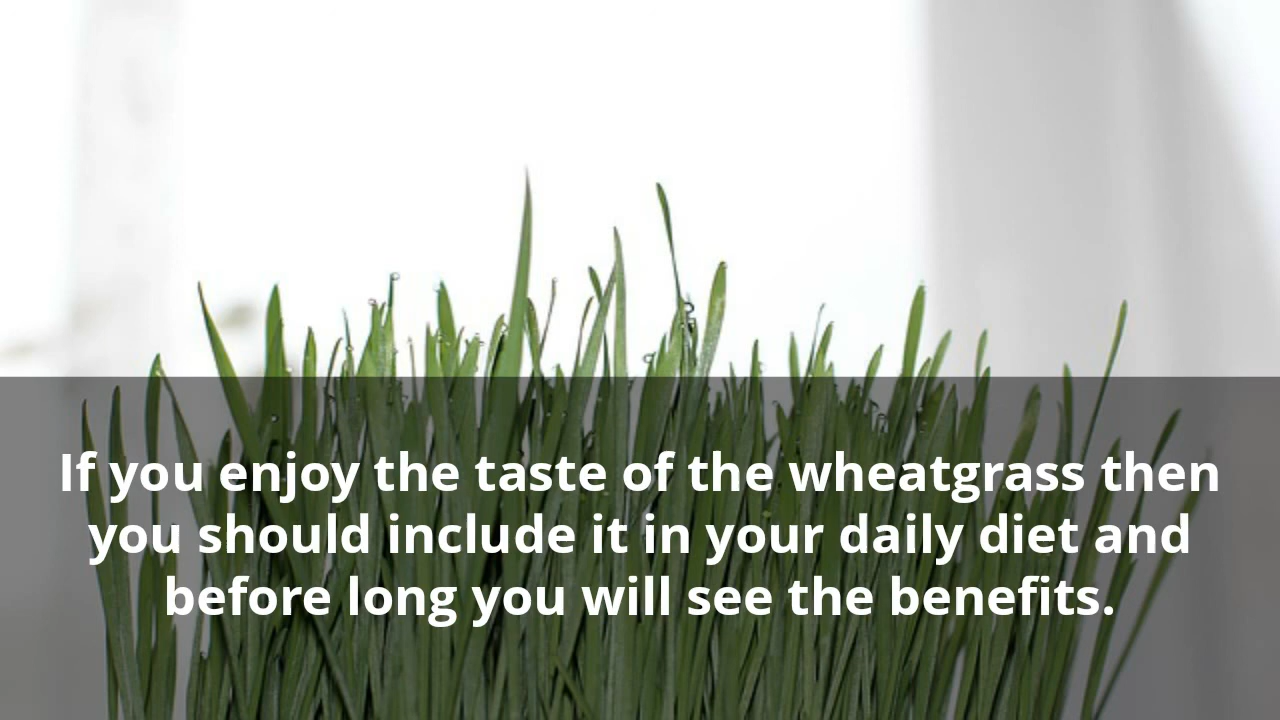 If you enjoy the taste of the wheatgrass then
you should include it in your daily diet and
before long you will see the benefits.